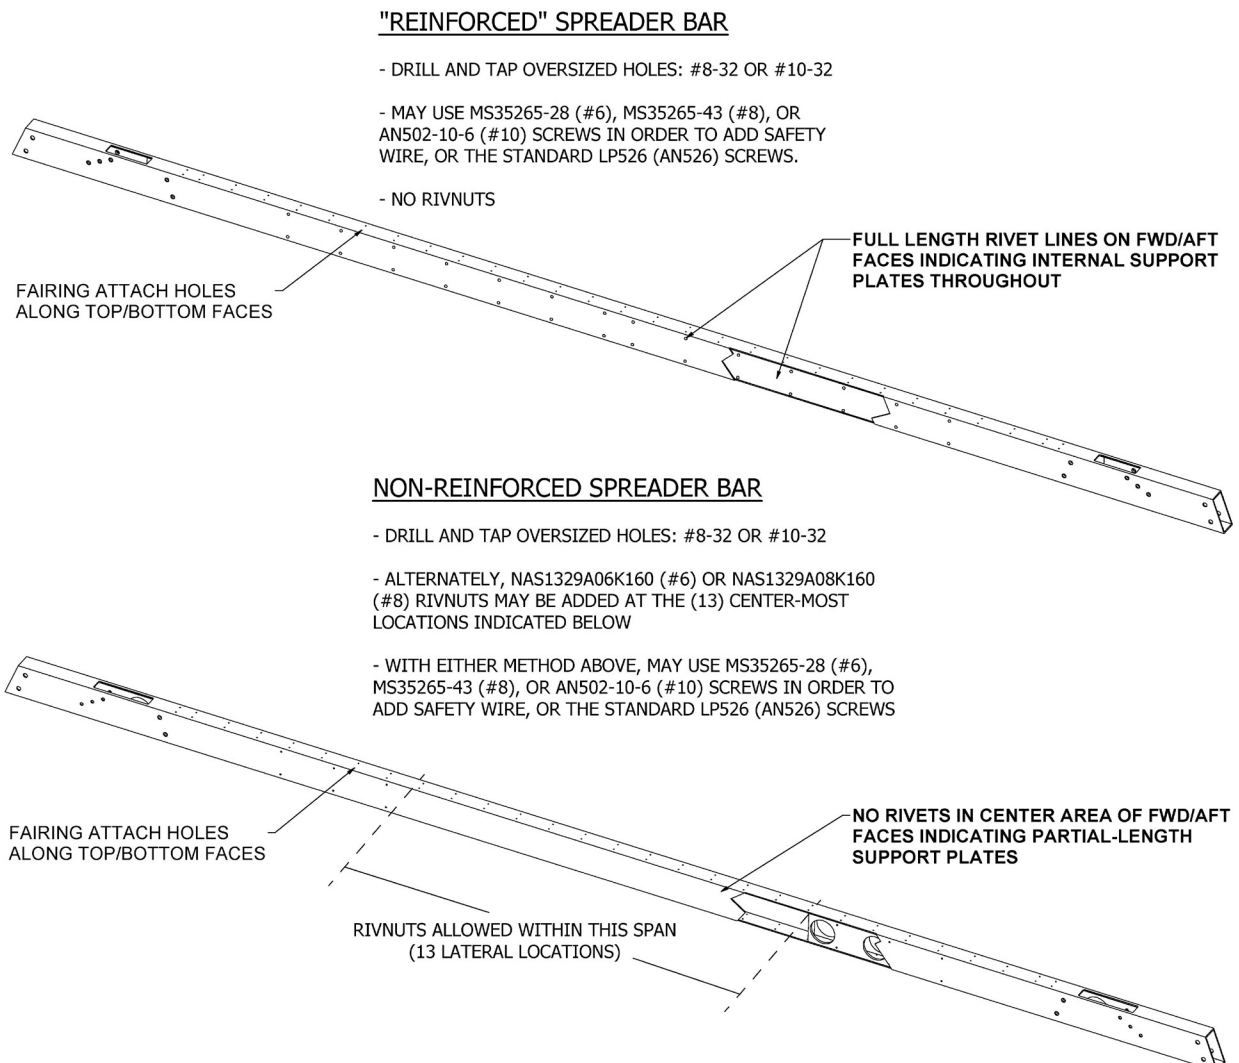 "REINFORCED" SPREADER BAR
- DRILL AND TAP OVERSIZED HOLES: #8-32 OR #10-32
- MAY USE MS35265-28 (#6), MS35265-43 (#8), OR
AN502-10-6 (#10) SCREWS IN ORDER TO ADD SAFETY
WIRE, OR THE STANDARD LP526 (AN526) SCREWS.
- NO RIVNUTS
FULL LENGTH RIVET LINES ON FWD/AFT
FACES INDICATING INTERNAL SUPPORT
PLATES THROUGHOUT
FAIRING ATTACH HOLES
ALONG TOP/BOTTOM FACES
NON-REINFORCED SPREADER BAR
- DRILL AND TAP OVERSIZED HOLES: #8-32 OR #10-32
- ALTERNATELY, NAS1329A06K160 (#6) OR NAS1329A08K160
(#8) RIVNUTS MAY BE ADDED AT THE (13) CENTER-MOST
LOCATIONS INDICATED BELOW
- WITH EITHER METHOD ABOVE, MAY USE MS35265-28 (#6),
MS35265-43 (#8), OR AN502-10-6 (#10) SCREWS IN ORDER TO
ADD SAFETY WIRE, OR THE STANDARD LP526 (AN526) SCREWS
FAIRING ATTACH HOLES
ALONG TOP/BOTTOM FACES
NO RIVETS IN CENTER AREA OF FWD/AFT
FACES INDICATING PARTIAL-LENGTH
SUPPORT PLATES
RIVNUTS ALLOWED WITHIN THIS SPAN
(13 LATERAL LOCATIONS)